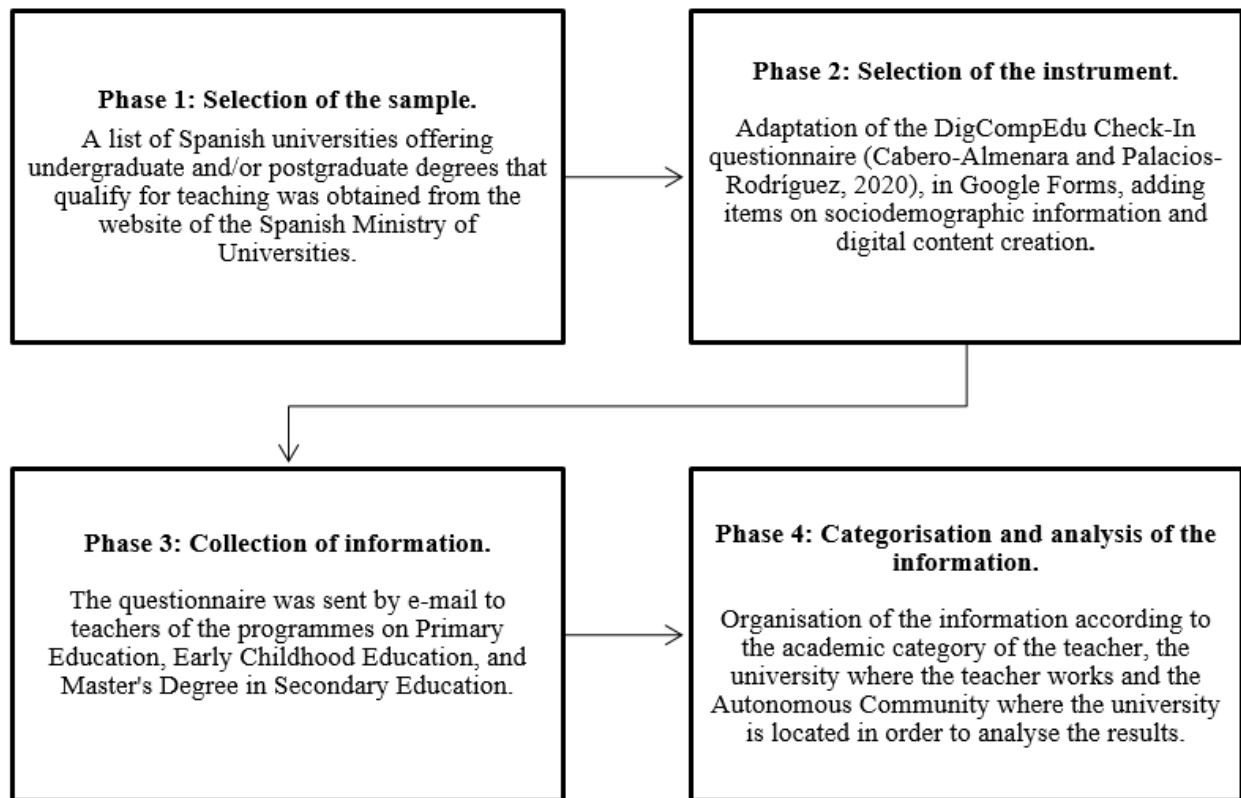 Phase 1: Selection of the sample.
A list of Spanish universities offering
undergraduate and/or postgraduate degrees that
qualify for teaching was obtained from the
website of the Spanish Ministry of
Universities.
Phase 2: Selection of the instrument.
Adaptation of the DigCompEdu Check-In
questionnaire (Cabero-Almenara and Palacios-
Rodríguez, 2020), in Google Forms, adding
items on sociodemographic information and
digital content creation.
Phase 3: Collection of information.
The questionnaire was sent by e-mail to
teachers of the programmes on Primary
Education, Early Childhood Education, and
Master's Degree in Secondary Education.
Phase 4: Categorisation and analysis of the
information.
Organisation of the information according to
the academic category of the teacher, the
university where the teacher works and the
Autonomous Community where the university
is located in order to analyse the results.